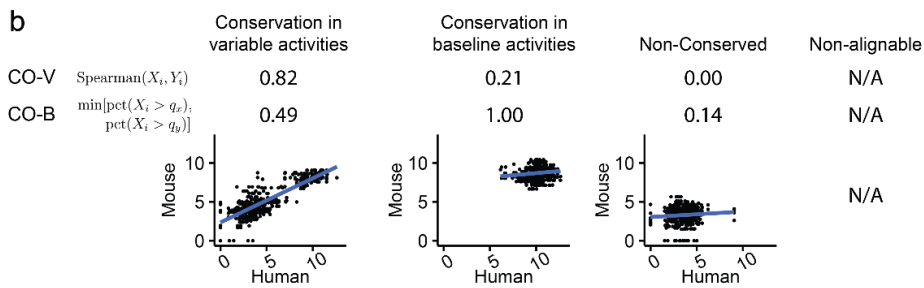 b
Conservation in
variable activities
Conservation in
baseline activities
Non-Conserved
Non-alignable
CO-V Spearman(X_i, Y_i) 0.82 0.21 0.00 N/A
CO-B min[pct(X_i > q_x),
pct(X_i > q_y)] 0.49 1.00 0.14 N/A
Mouse
10
5
0
0 5 10
Human
Mouse
10
5
0
0 5 10
Human
Mouse
10
5
0
0 5 10
Human
N/A